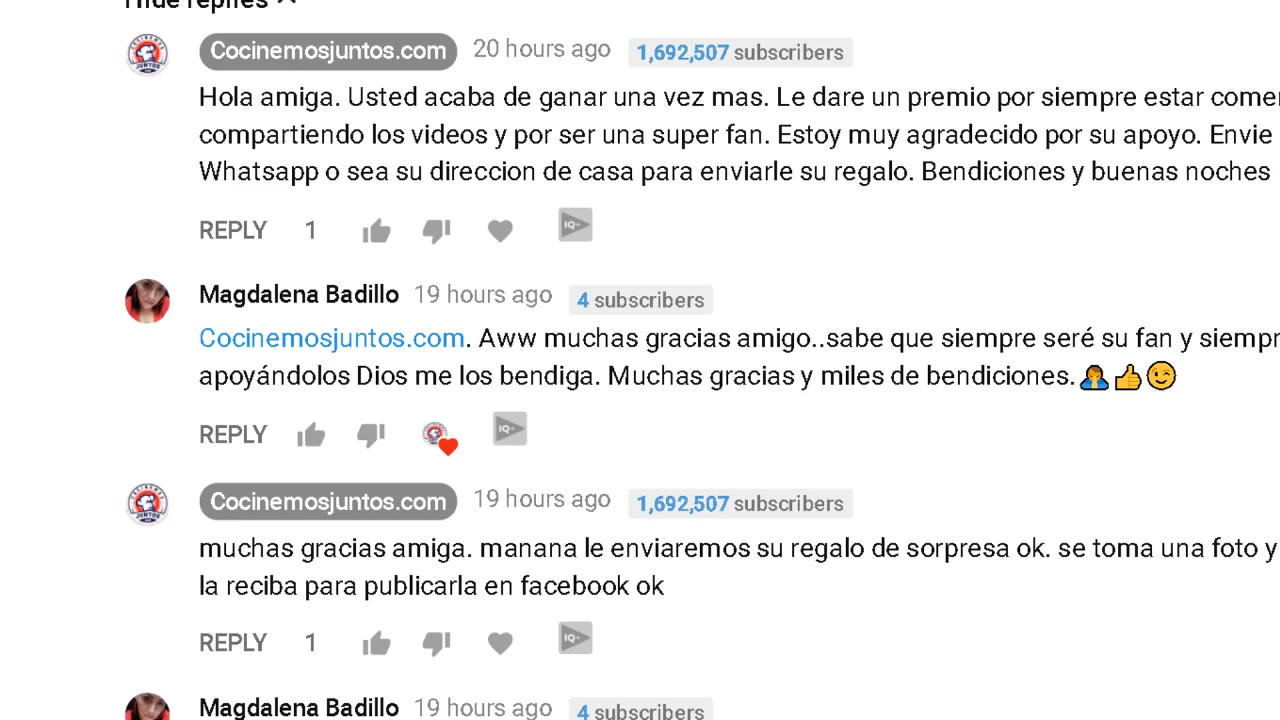 Hide replies
Cocinemosjuntos.com 20 hours ago 1,692,507 subscribers
Hola amiga. Usted acaba de ganar una vez mas. Le dare un premio por siempre estar
compartiendo los videos y por ser una super fan. Estoy muy agradecido por su apoyo. Envie
Whatsapp o sea su direccion de casa para enviarle su regalo. Bendiciones y buenas noches
REPLY 1 IQ
Magdalena Badillo 19 hours ago 4 subscribers
Cocinemosjuntos.com. Aww muchas gracias amigo..sabe que siempre seré su fan y
apoyándolos Dios me los bendiga. Muchas gracias y miles de bendiciones.🤦‍♂️👍😉
REPLY IQ
Cocinemosjuntos.com 19 hours ago 1,692,507 subscribers
muchas gracias amiga. manana le enviaremos su regalo de sorpresa ok. se toma una foto y
la reciba para publicarla en facebook ok
REPLY 1 IQ
Magdalena Badillo 19 hours ago 4 subscribers